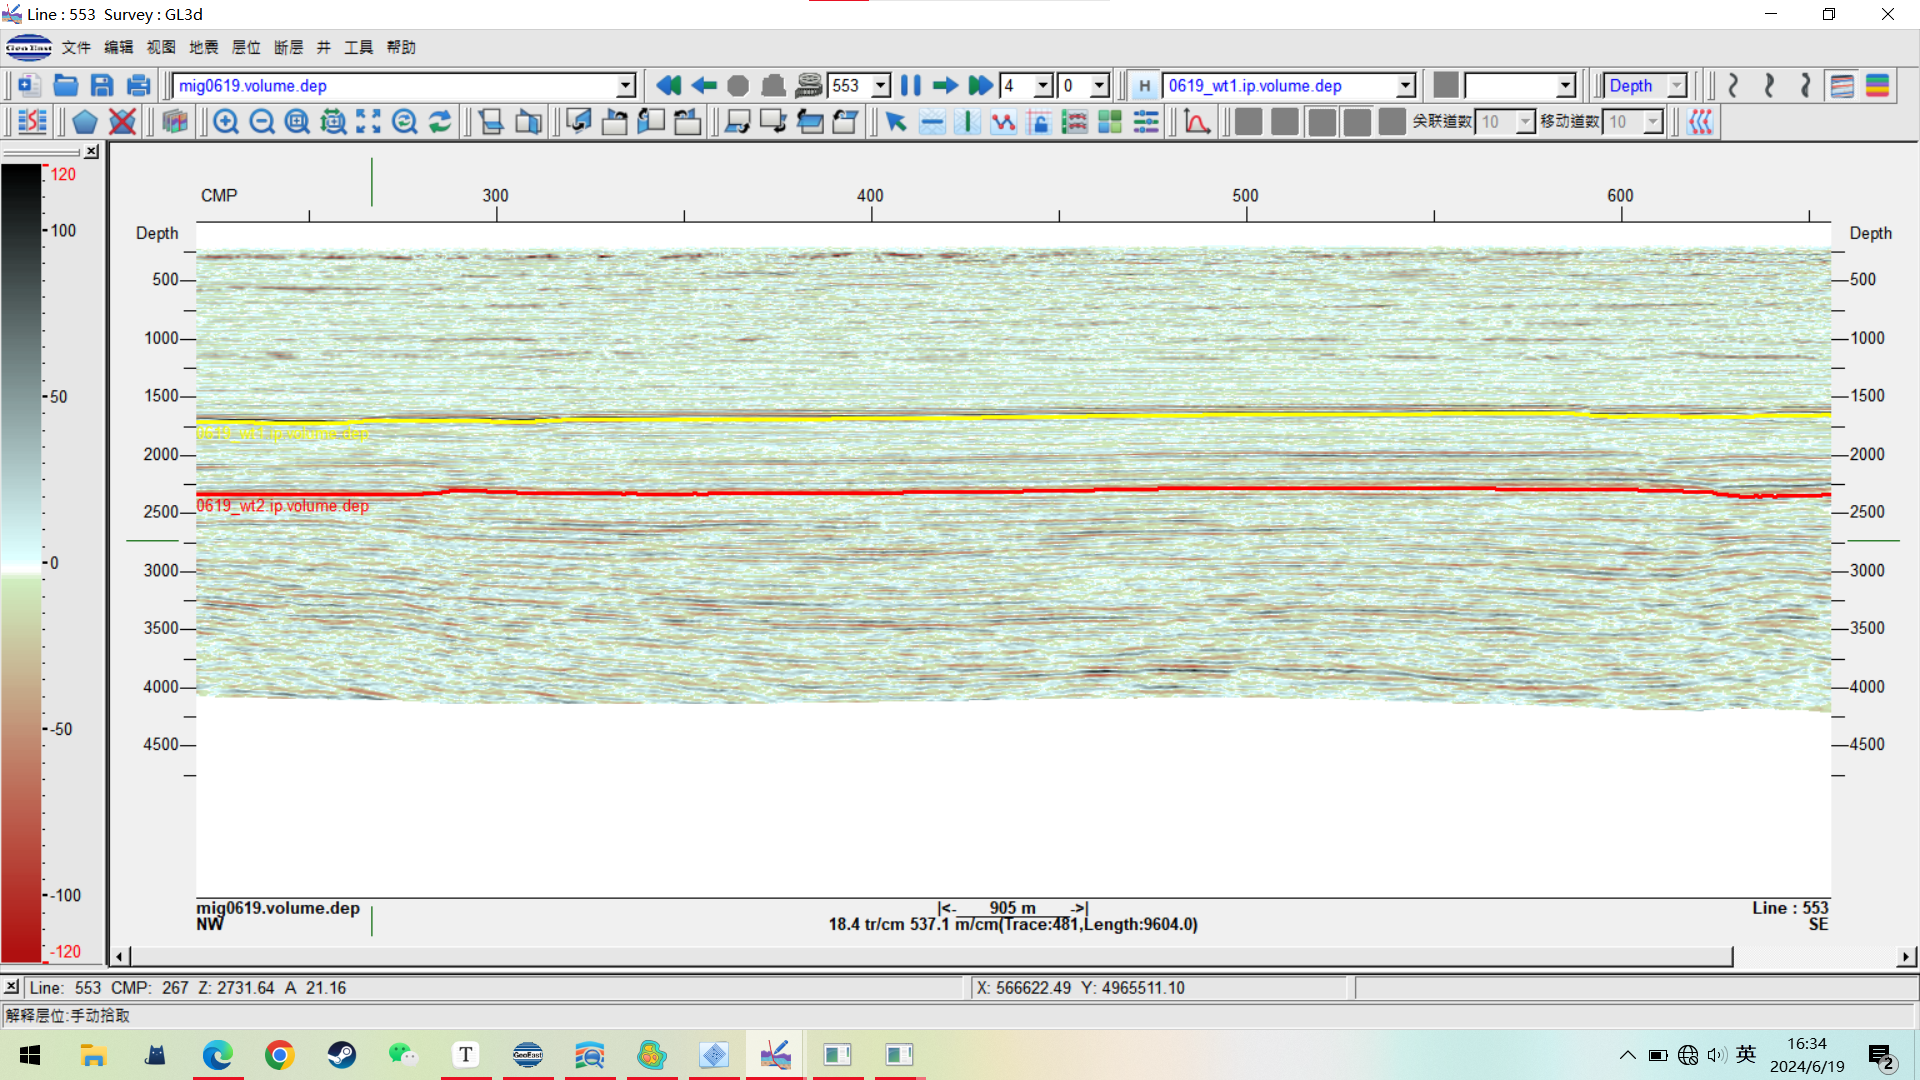 Line : 553  Survey : GL3d
GeoEast 文件 编辑 视图 地震 层位 断层 井 工具 帮助
mig0619.volume.dep 553 4 0 H 0619_wt1.ip.volume.dep Depth
关联道数 10 移动道数 10
120
100
50
0
-50
-100
-120
CMP 300 400 500 600
Depth Depth
500 500
1000 1000
1500 1500
0619_wt1.ip.volume.dep
2000 2000
0619_wt2.ip.volume.dep
2500 2500
3000 3000
3500 3500
4000 4000
4500 4500
mig0619.volume.dep |<- 905 m ->| Line : 553
NW 18.4 tr/cm 537.1 m/cm(Trace:481,Length:9604.0) SE
Line: 553 CMP: 267 Z: 2731.64 A 21.16 X: 566622.49 Y: 4965511.10
解释层位:手动拾取
T GeoEast 英 16:34
2024/6/19 2